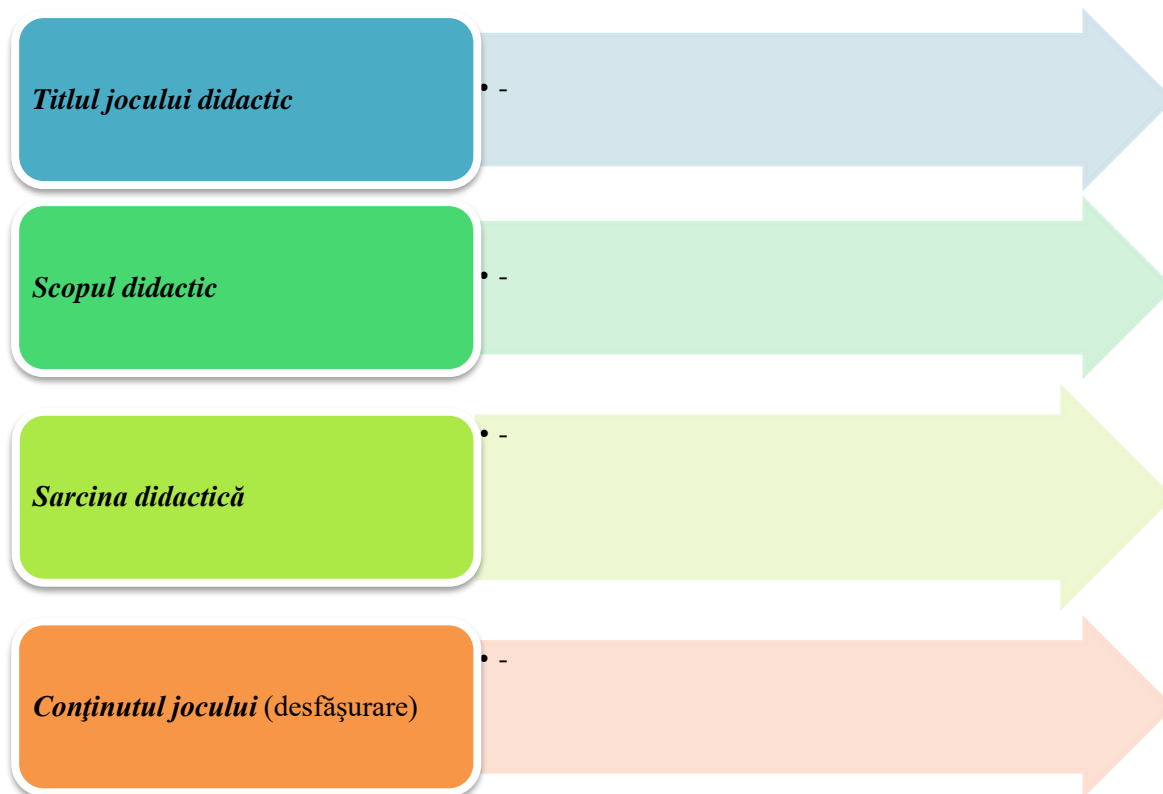 Titlul jocului didactic
• -
Scopul didactic
• -
Sarcina didactică
• -
Conţinutul jocului (desfăşurare)
• -